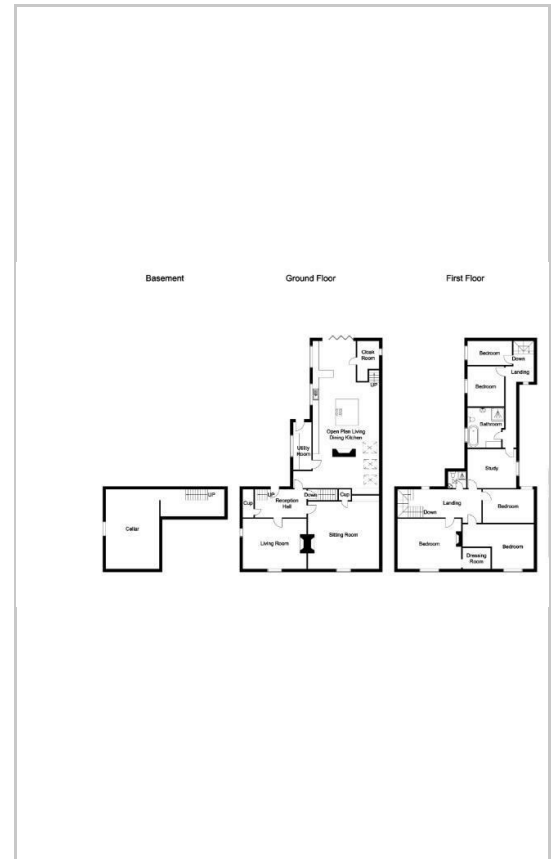 Basement
Ground Floor
First Floor
Cellar
UP
Cloak
Room
UP
Open Plan Living
Dining Kitchen
Utility
Room
Cup
UP
Reception
Hall
Down
Cup
Living Room
Sitting Room
Bedroom
Down
Landing
Bedroom
Bathroom
Study
Landing
Down
Bedroom
Bedroom
Dressing
Room
Bedroom